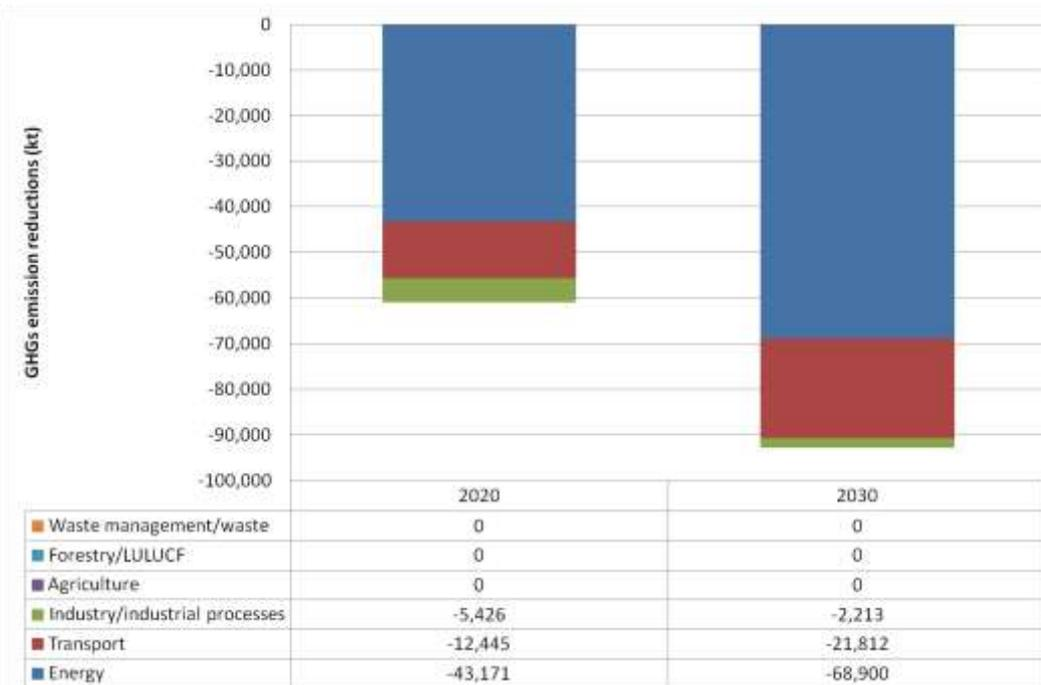 GHGs emission reductions (kt)
0
-10,000
-20,000
-30,000
-40,000
-50,000
-60,000
-70,000
-80,000
-90,000
-100,000
2020 2030
Waste management/waste 0 0
Forestry/LULUCF 0 0
Agriculture 0 0
Industry/industrial processes -5,426 -2,213
Transport -12,445 -21,812
Energy -43,171 -68,900